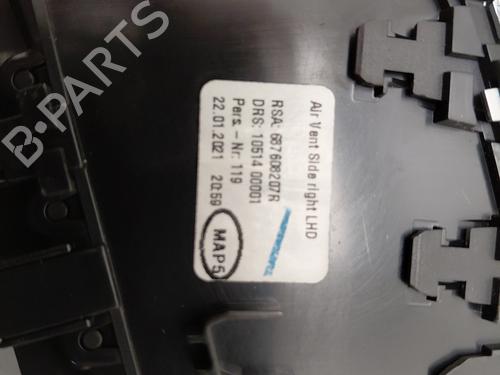 Air Vent Side right LHD
RSA: 687608207R
DRS: 10514 00001
Pers. - Nr: 119
22.01.2021 20:59
MAP5
B-PARTS